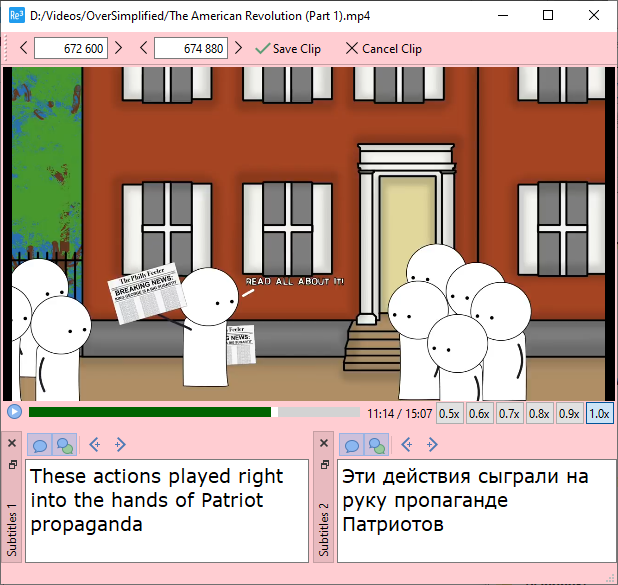 Re3 D:/Videos/OverSimplified/The American Revolution (Part 1).mp4
672 600 674 880 Save Clip Cancel Clip
The Philly Feeler
BREAKING NEWS:
READ ALL ABOUT IT!
Feeler
NG NEWS:
11:14 / 15:07 0.5x 0.6x 0.7x 0.8x 0.9x 1.0x
Subtitles 1
These actions played right
into the hands of Patriot
propaganda
Subtitles 2
Эти действия сыграли на
руку пропаганде
Патриотов